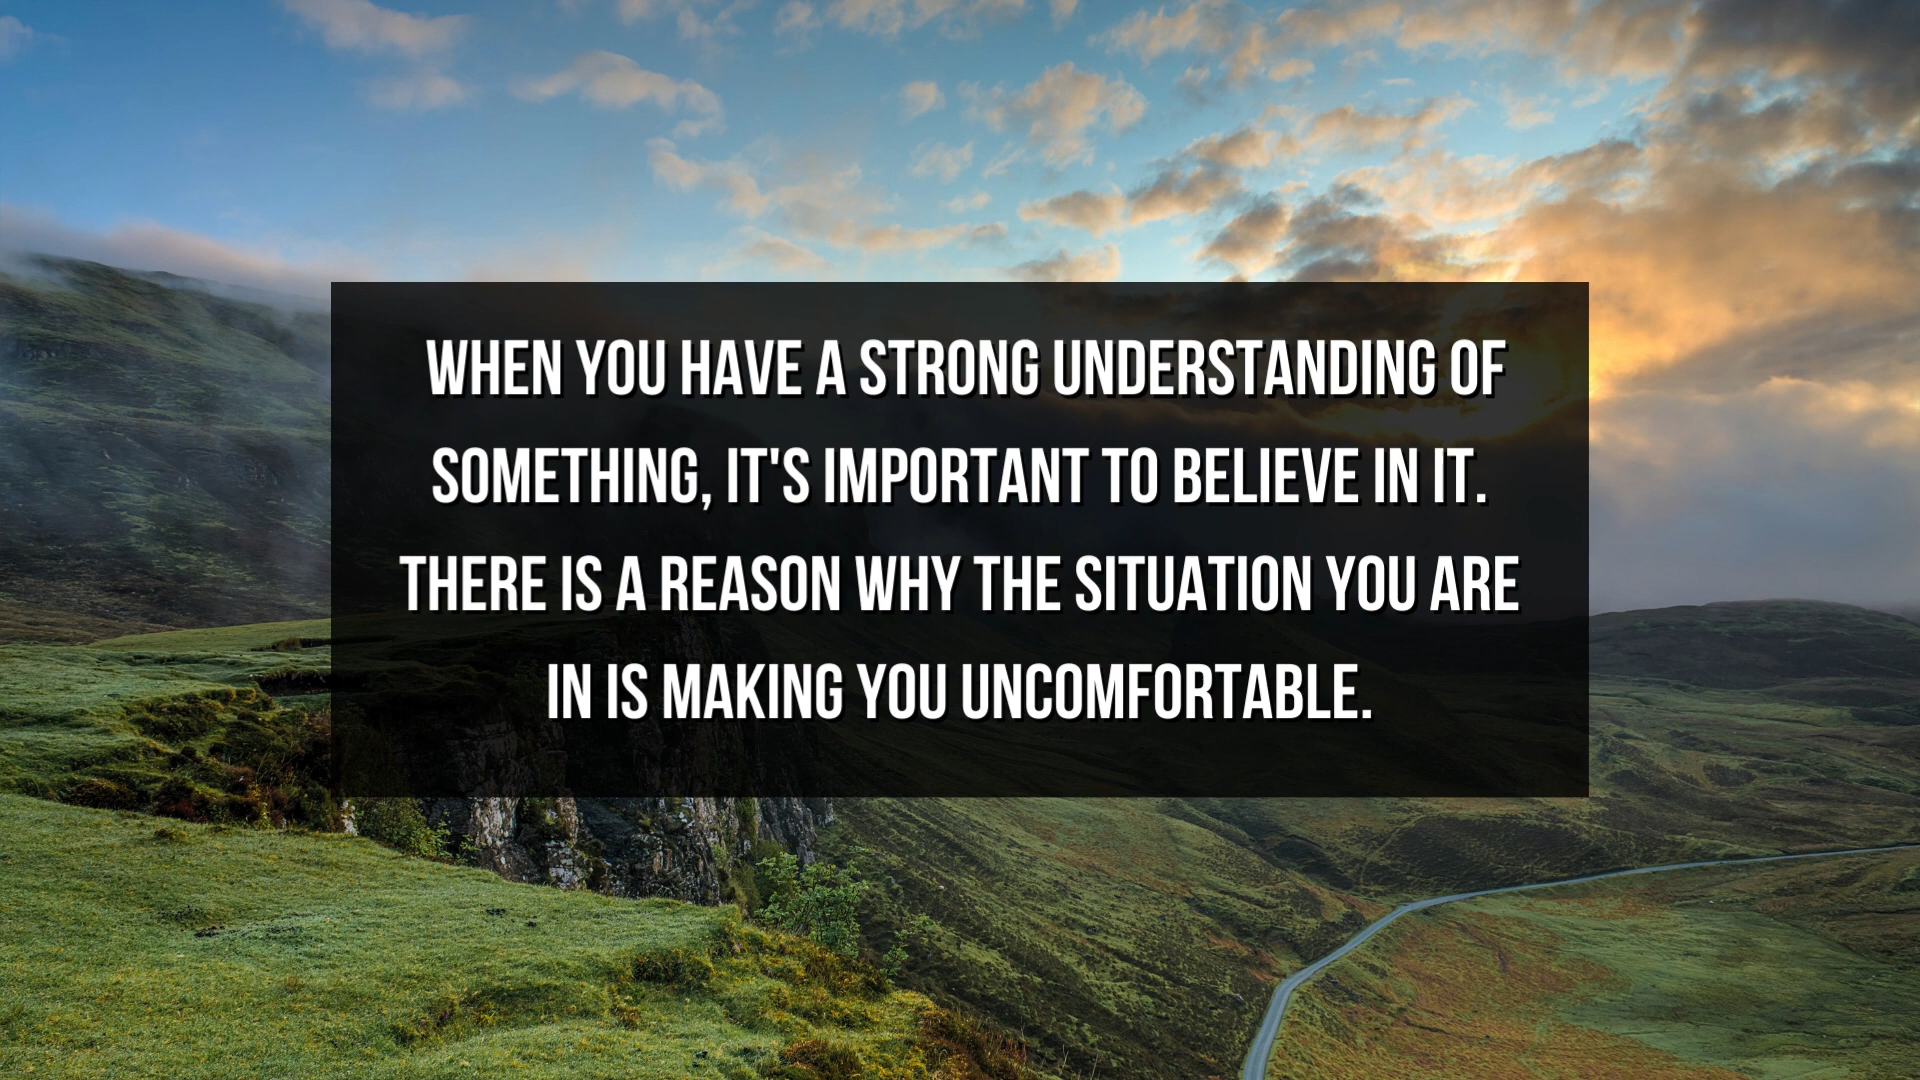 WHEN YOU HAVE A STRONG UNDERSTANDING OF
SOMETHING, IT'S IMPORTANT TO BELIEVE IN IT.
THERE IS A REASON WHY THE SITUATION YOU ARE
IN IS MAKING YOU UNCOMFORTABLE.